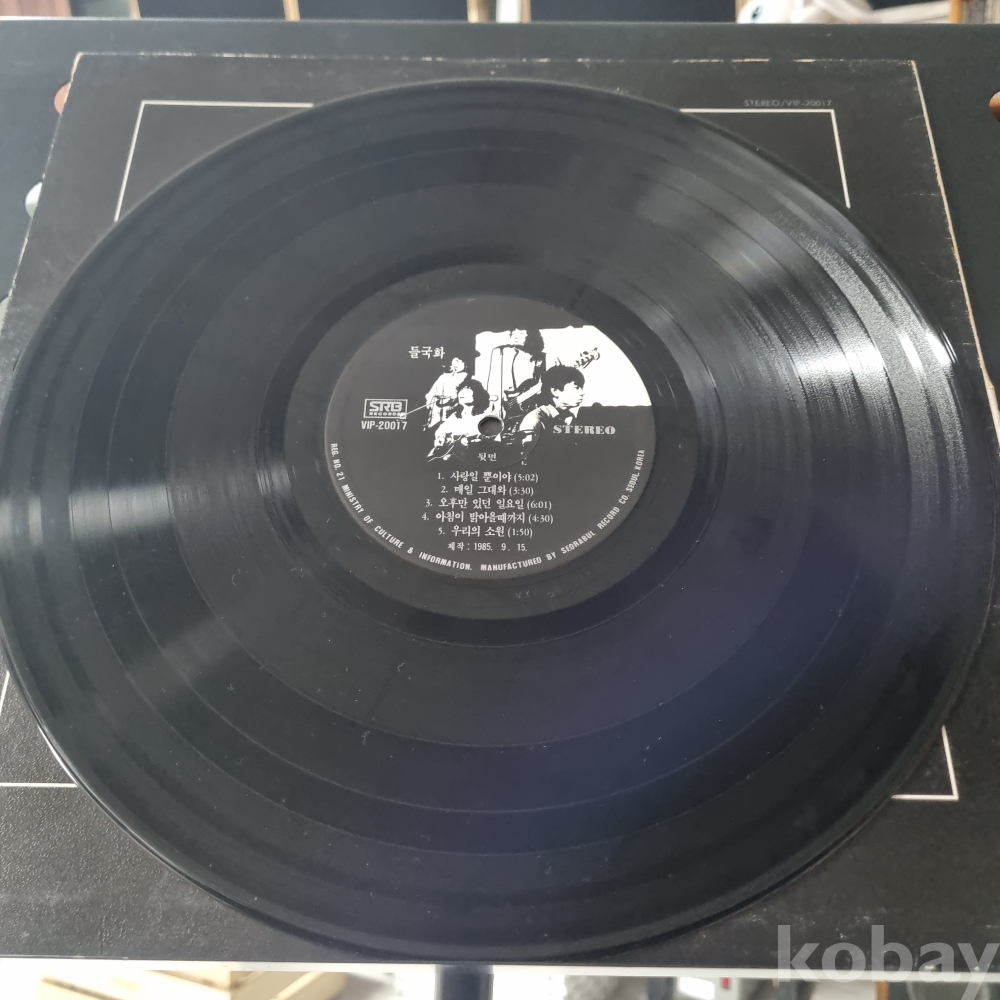 STEREO/VIP-20017
들국화
SRB
RECORDS
VIP-20017
STEREO
뒷면
1. 사랑일 뿐이야 (5:02)
2. 매일 그대와 (3:30)
3. 오후만 있던 일요일 (6:01)
4. 아침이 밝아올때까지 (4:30)
5. 우리의 소원 (1:50)
제작 : 1985. 9. 15.
REG. NO. 21 MINISTRY OF CULTURE & INFORMATION. MANUFACTURED BY SEORABUL RECORD CO. SEOUL KOREA
kobay